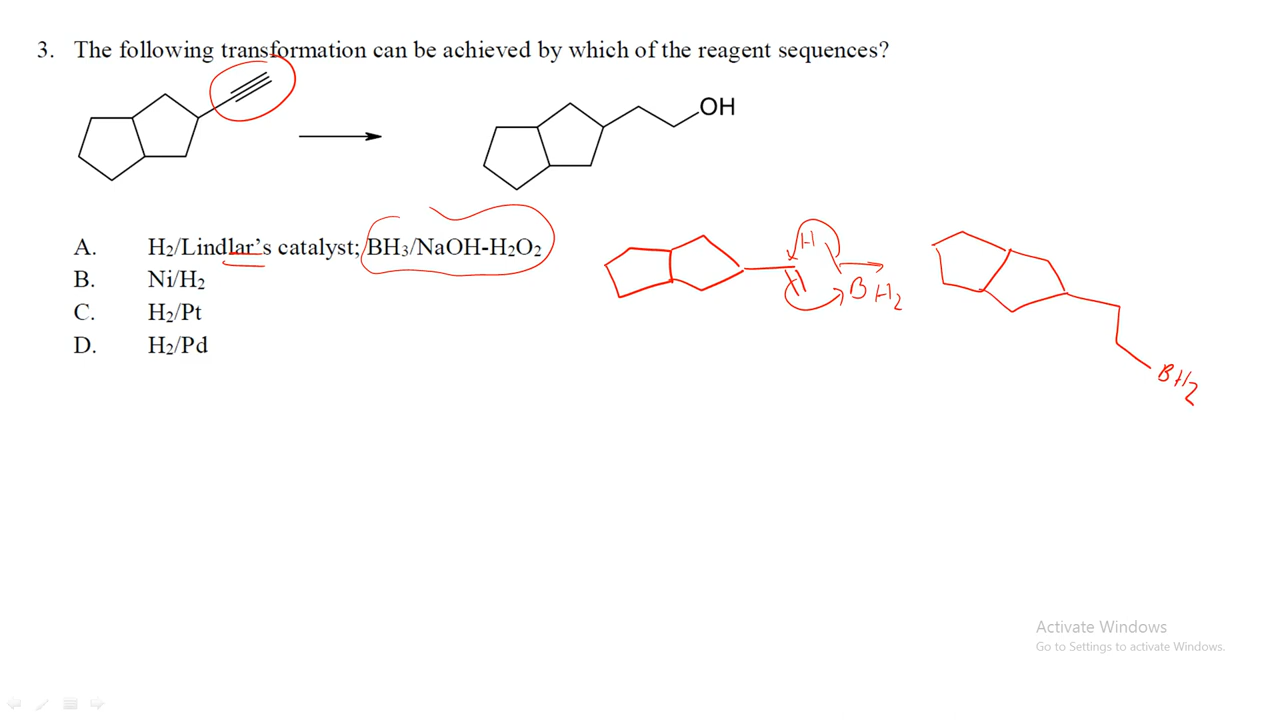 3. The following transformation can be achieved by which of the reagent sequences?
OH
A. H₂/Lindlar's catalyst; BH₃/NaOH-H₂O₂
B. Ni/H₂
C. H₂/Pt
D. H₂/Pd
H
BH₂
BH₂
Activate Windows
Go to Settings to activate Windows.